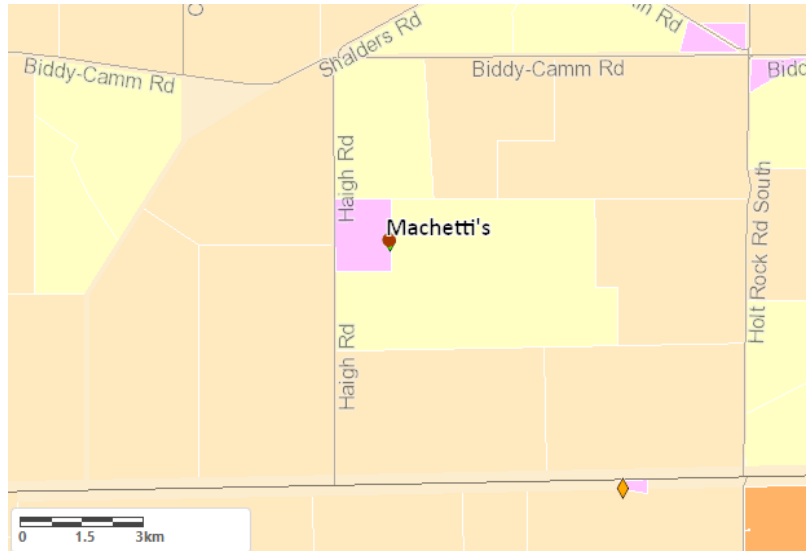 Shalders Rd
Biddy-Camm Rd
Biddy-Camm Rd
Haigh Rd
Holt Rock Rd South
Machetti's
Haigh Rd
0 1.5 3km